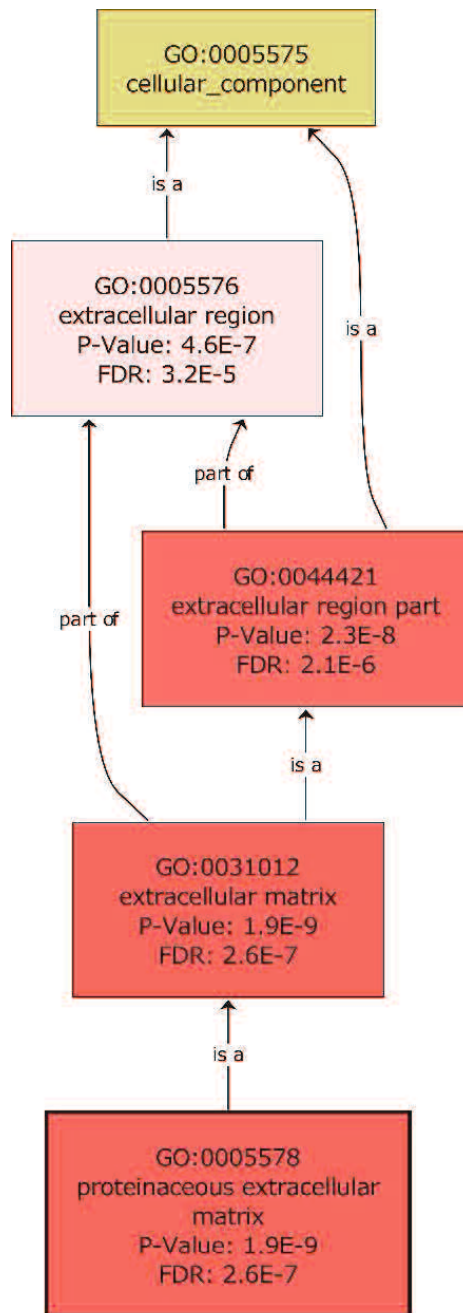 GO:0005575
cellular_component
is a
GO:0005576
extracellular region
P-Value: 4.6E-7
FDR: 3.2E-5
is a
part of
GO:0044421
extracellular region part
P-Value: 2.3E-8
FDR: 2.1E-6
part of
is a
GO:0031012
extracellular matrix
P-Value: 1.9E-9
FDR: 2.6E-7
is a
GO:0005578
proteinaceous extracellular
matrix
P-Value: 1.9E-9
FDR: 2.6E-7